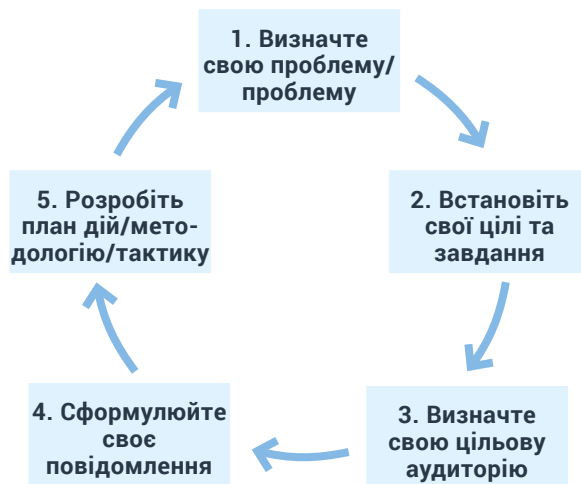 1. Визначте
свою проблему/
проблему
2. Встановіть
свої цілі та
завдання
3. Визначте
свою цільову
аудиторію
4. Сформулюйте
своє
повідомлення
5. Розробіть
план дій/мето-
дологію/тактику